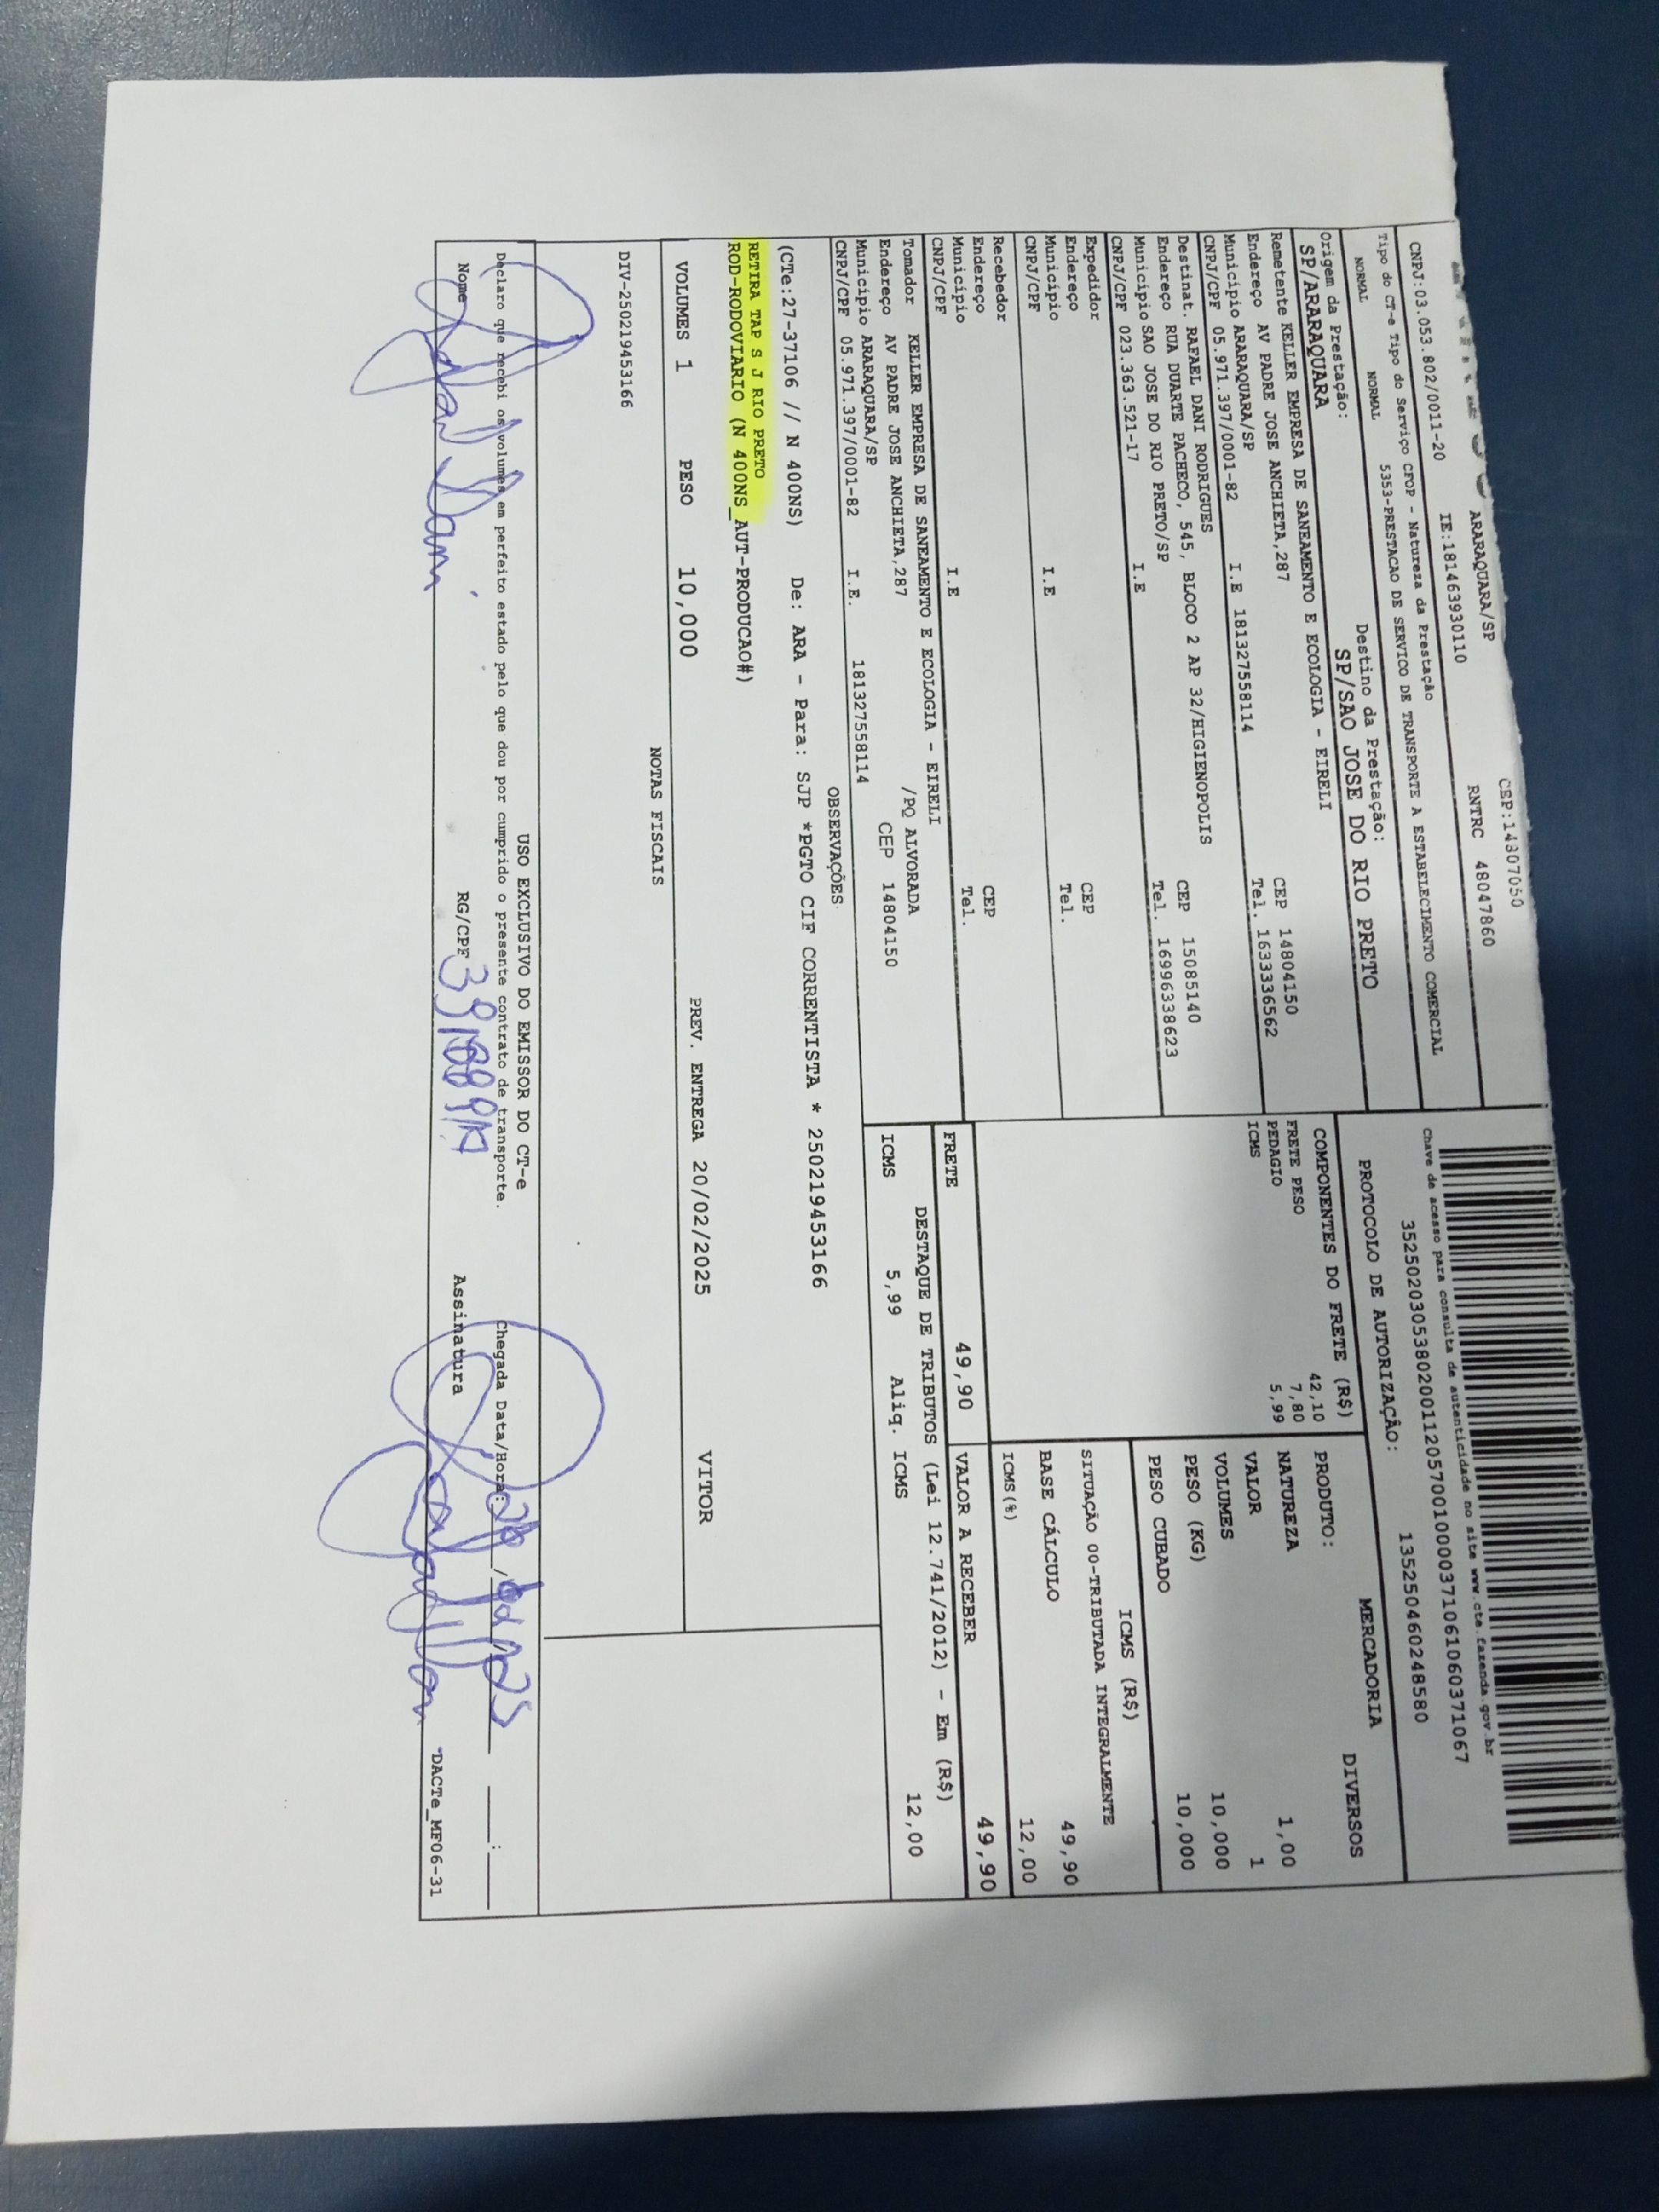 ARARAQUARA/SP CEP:14807050
CNPJ:03.053.802/0011-20 IE:181463930110 RNTRC 48047860
Tipo do CT-e Tipo do Serviço CFOP - Natureza da Prestação
NORMAL NORMAL 5353-PRESTACAO DE SERVICO DE TRANSPORTE A ESTABELECIMENTO COMERCIAL
Origem da Prestação: Destino da Prestação:
SP/ARARAQUARA SP/SAO JOSE DO RIO PRETO
Remetente KELLER EMPRESA DE SANEAMENTO E ECOLOGIA - EIRELI
Endereço AV PADRE JOSE ANCHIETA,287 CEP 14804150
Município ARARAQUARA/SP Tel. 1633336562
CNPJ/CPF 05.971.397/0001-82 I.E 181327558114
Destinat. RAFAEL DANI RODRIGUES
Endereço RUA DUARTE PACHECO, 545, BLOCO 2 AP 32/HIGIENOPOLIS CEP 15085140
Município SAO JOSE DO RIO PRETO/SP Tel. 16996338623
CNPJ/CPF 023.363.521-17 I.E
Expedidor
Endereço CEP
Município Tel.
CNPJ/CPF I.E
Recebedor
Endereço CEP
Município Tel.
CNPJ/CPF I.E
Tomador KELLER EMPRESA DE SANEAMENTO E ECOLOGIA - EIRELI
Endereço AV PADRE JOSE ANCHIETA,287 /PQ ALVORADA
Município ARARAQUARA/SP CEP 14804150
CNPJ/CPF 05.971.397/0001-82 I.E. 181327558114
Chave de acesso para consulta de autenticidade no site www.cte.fazenda.gov.br
35250203053802001120570010000371061060371067
PROTOCOLO DE AUTORIZAÇÃO: 135250460248580
COMPONENTES DO FRETE (R$)
FRETE PESO 42,10
PEDAGIO 7,80
ICMS 5,99
MERCADORIA
PRODUTO: DIVERSOS
NATUREZA
VALOR 1,00
VOLUMES 1
PESO (KG) 10,000
PESO CUBADO 10,000
ICMS (R$)
SITUAÇÃO 00-TRIBUTADA INTEGRALMENTE
BASE CÁLCULO 49,90
ICMS(%) 12,00
FRETE 49,90 VALOR A RECEBER 49,90
DESTAQUE DE TRIBUTOS (Lei 12.741/2012) - Em (R$)
ICMS 5,99 Aliq. ICMS 12,00
OBSERVAÇÕES
(CTe:27-37106 // N 400NS) De: ARA - Para: SJP *PGTO CIF CORRENTISTA * 250219453166
RETIRA TAP S J RIO PRETO
ROD-RODOVIARIO (N 400NS_AUT-PRODUCAO#)
VOLUMES 1 PESO 10,000 PREV. ENTREGA 20/02/2025 VITOR
NOTAS FISCAIS
DIV-250219453166
USO EXCLUSIVO DO EMISSOR DO CT-e
Declaro que recebi os volumes em perfeito estado pelo que dou por cumprido o presente contrato de transporte. Chegada Data/Hora:
Nome RG/CPF Assinatura
DACTe_MF06-31